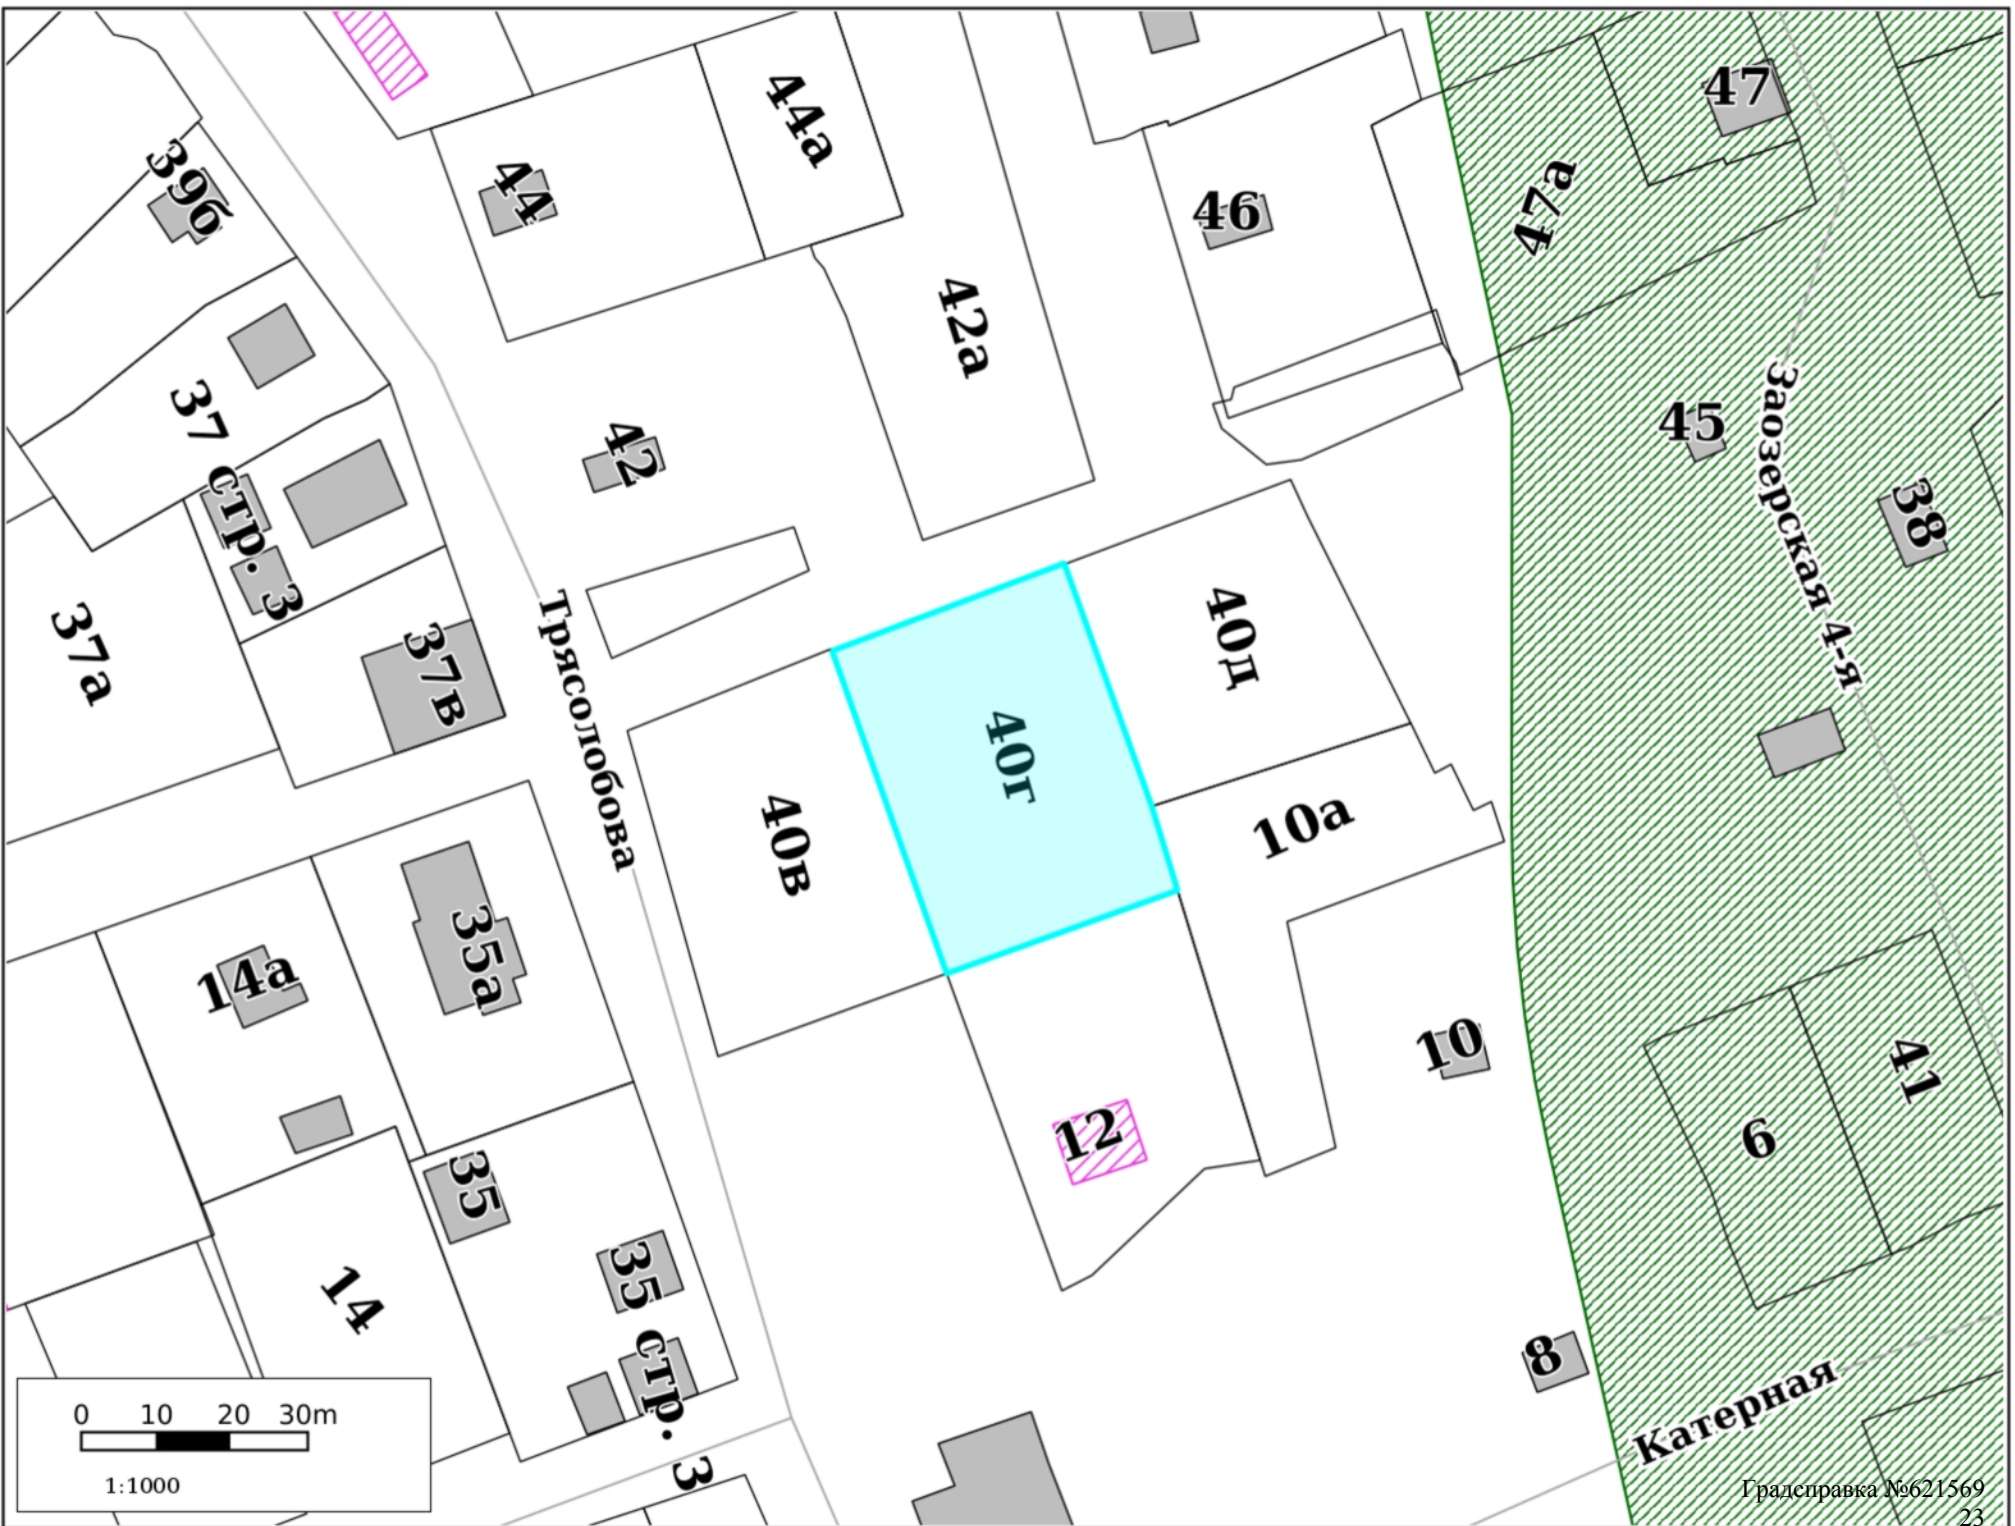 47
44а
39б
44
47а
46
42а
37 стр. 3
42
45
Заозерская 4-я
38
37а
37в
Трясолобова
40д
40г
40в
10а
35а
14а
10
41
12
6
35
35 стр. 3
14
8
Катерная
0 10 20 30m
1:1000
Градсправка №621569
23